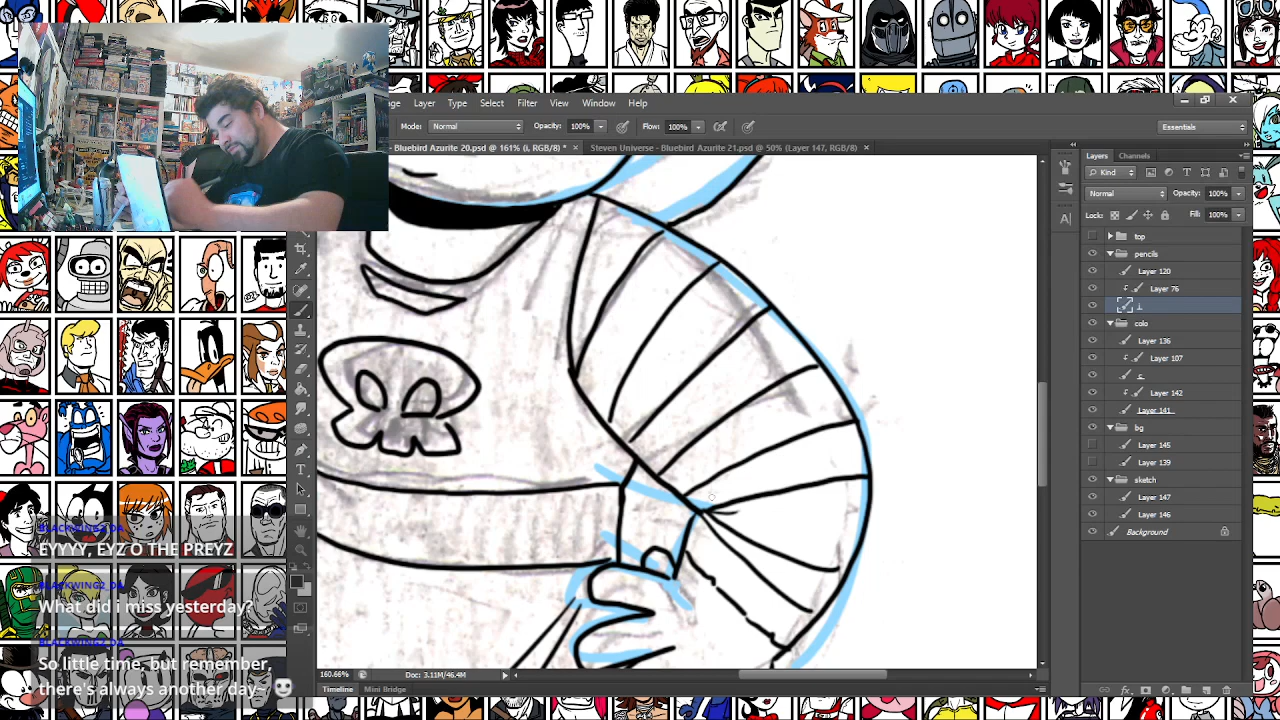 Layer Type Select Filter View Window Help
Mode: Normal Opacity: 100% Flow: 100% Essentials
Bluebird Azurite 20.psd @ 161% (i, RGB/8) * × Steven Universe - Bluebird Azurite 21.psd @ 50% (Layer 147, RGB/8) ×
Layers Channels
Kind
Normal Opacity: 100%
Locks: Fill: 100%
top
pencils
Layer 120
Layer 76
i
colo
Layer 136
Layer 107
c
Layer 142
Layer 141
bg
Layer 145
Layer 139
sketch
Layer 147
Layer 146
Background
BLACKWING2_DA
EYYYY, EYZ O THE PREYZ
BLACKWING2_DA
What did i miss yesterday?
BLACKWING2_DA
So little time, but remember,
there's always another day~
160.66% Doc: 3.11M/46.4M
Timeline Mini Bridge